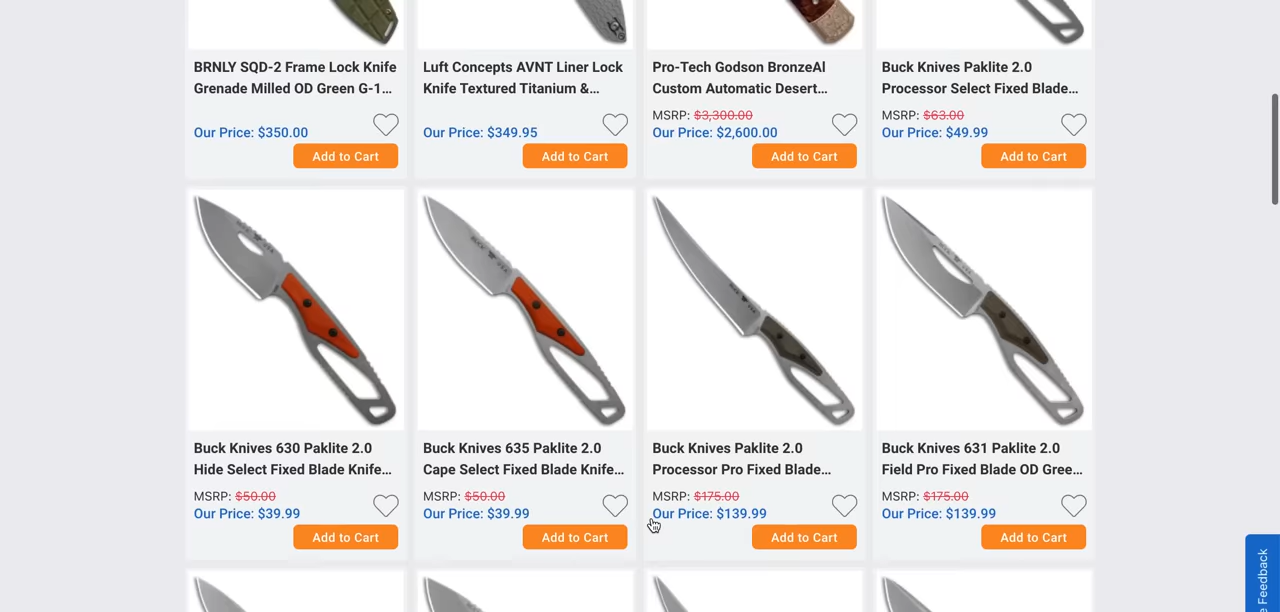 BRNLY SQD-2 Frame Lock Knife
Grenade Milled OD Green G-1...
Our Price: $350.00
Add to Cart
Luft Concepts AVNT Liner Lock
Knife Textured Titanium &...
Our Price: $349.95
Add to Cart
Pro-Tech Godson BronzeAl
Custom Automatic Desert...
MSRP: $3,300.00
Our Price: $2,600.00
Add to Cart
Buck Knives Paklite 2.0
Processor Select Fixed Blade...
MSRP: $63.00
Our Price: $49.99
Add to Cart
Buck Knives 630 Paklite 2.0
Hide Select Fixed Blade Knife...
MSRP: $50.00
Our Price: $39.99
Add to Cart
Buck Knives 635 Paklite 2.0
Cape Select Fixed Blade Knife...
MSRP: $50.00
Our Price: $39.99
Add to Cart
Buck Knives Paklite 2.0
Processor Pro Fixed Blade...
MSRP: $175.00
Our Price: $139.99
Add to Cart
Buck Knives 631 Paklite 2.0
Field Pro Fixed Blade OD Gree...
MSRP: $175.00
Our Price: $139.99
Add to Cart
Feedback